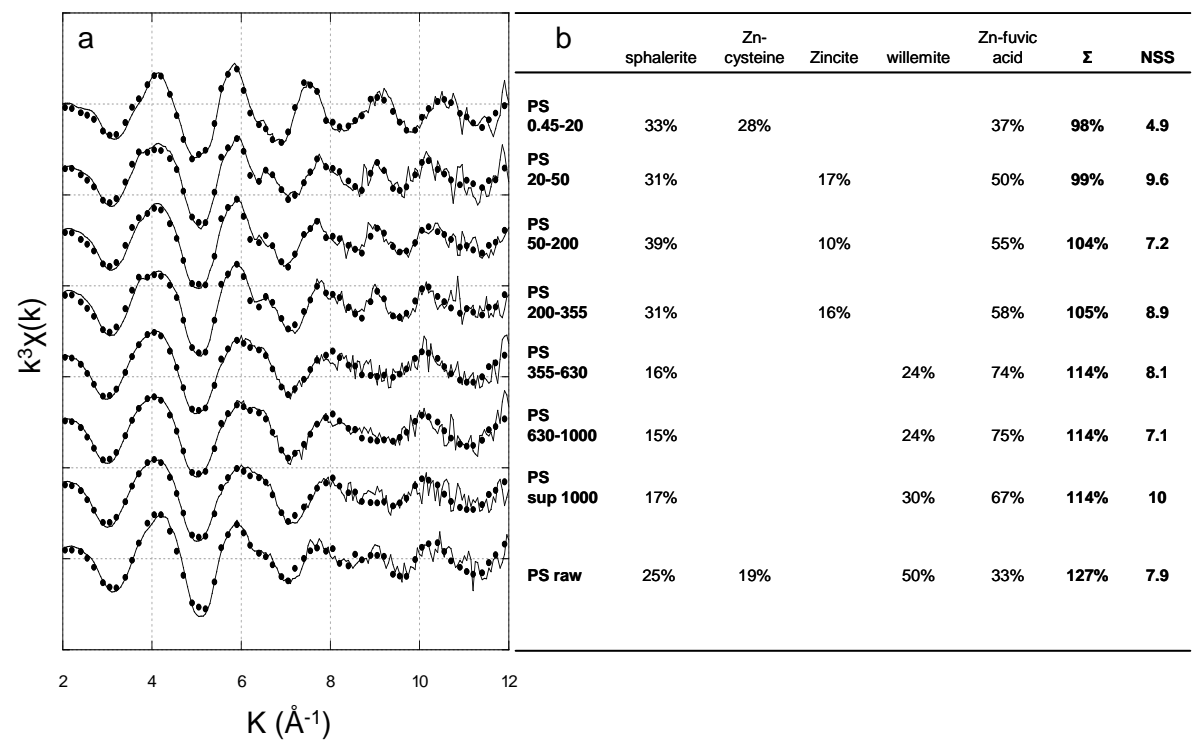 a
k³χ(k)
2 4 6 8 10 12
K (Å⁻¹)
b
sphalerite Zn-cysteine Zincite willemite Zn-fuvic acid Σ NSS
PS
0.45-20 33% 28% 37% 98% 4.9
PS
20-50 31% 17% 50% 99% 9.6
PS
50-200 39% 10% 55% 104% 7.2
PS
200-355 31% 16% 58% 105% 8.9
PS
355-630 16% 24% 74% 114% 8.1
PS
630-1000 15% 24% 75% 114% 7.1
PS
sup 1000 17% 30% 67% 114% 10
PS raw 25% 19% 50% 33% 127% 7.9